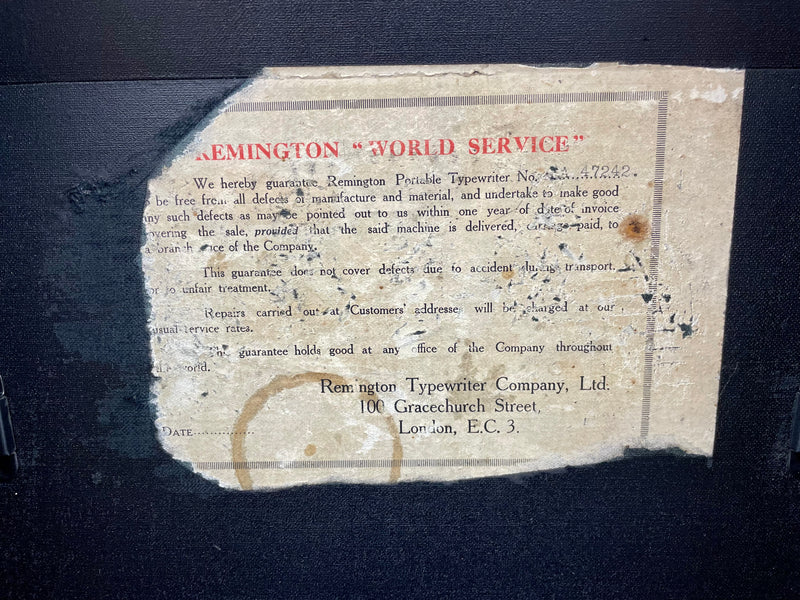 REMINGTON "WORLD SERVICE"
We hereby guarantee Remington Portable Typewriter No. 47242.
be free from all defects of manufacture and material, and undertake to make good
any such defects as may be pointed out to us within one year of date of invoice
covering the sale, provided that the said machine is delivered, carriage paid, to
a branch office of the Company.
This guarantee does not cover defects due to accident during transport,
or to unfair treatment.
Repairs carried out at Customers' addresses will be charged at our
usual service rates.
This guarantee holds good at any office of the Company throughout
the world.
Remington Typewriter Company, Ltd.
100 Gracechurch Street,
London, E.C. 3.
DATE